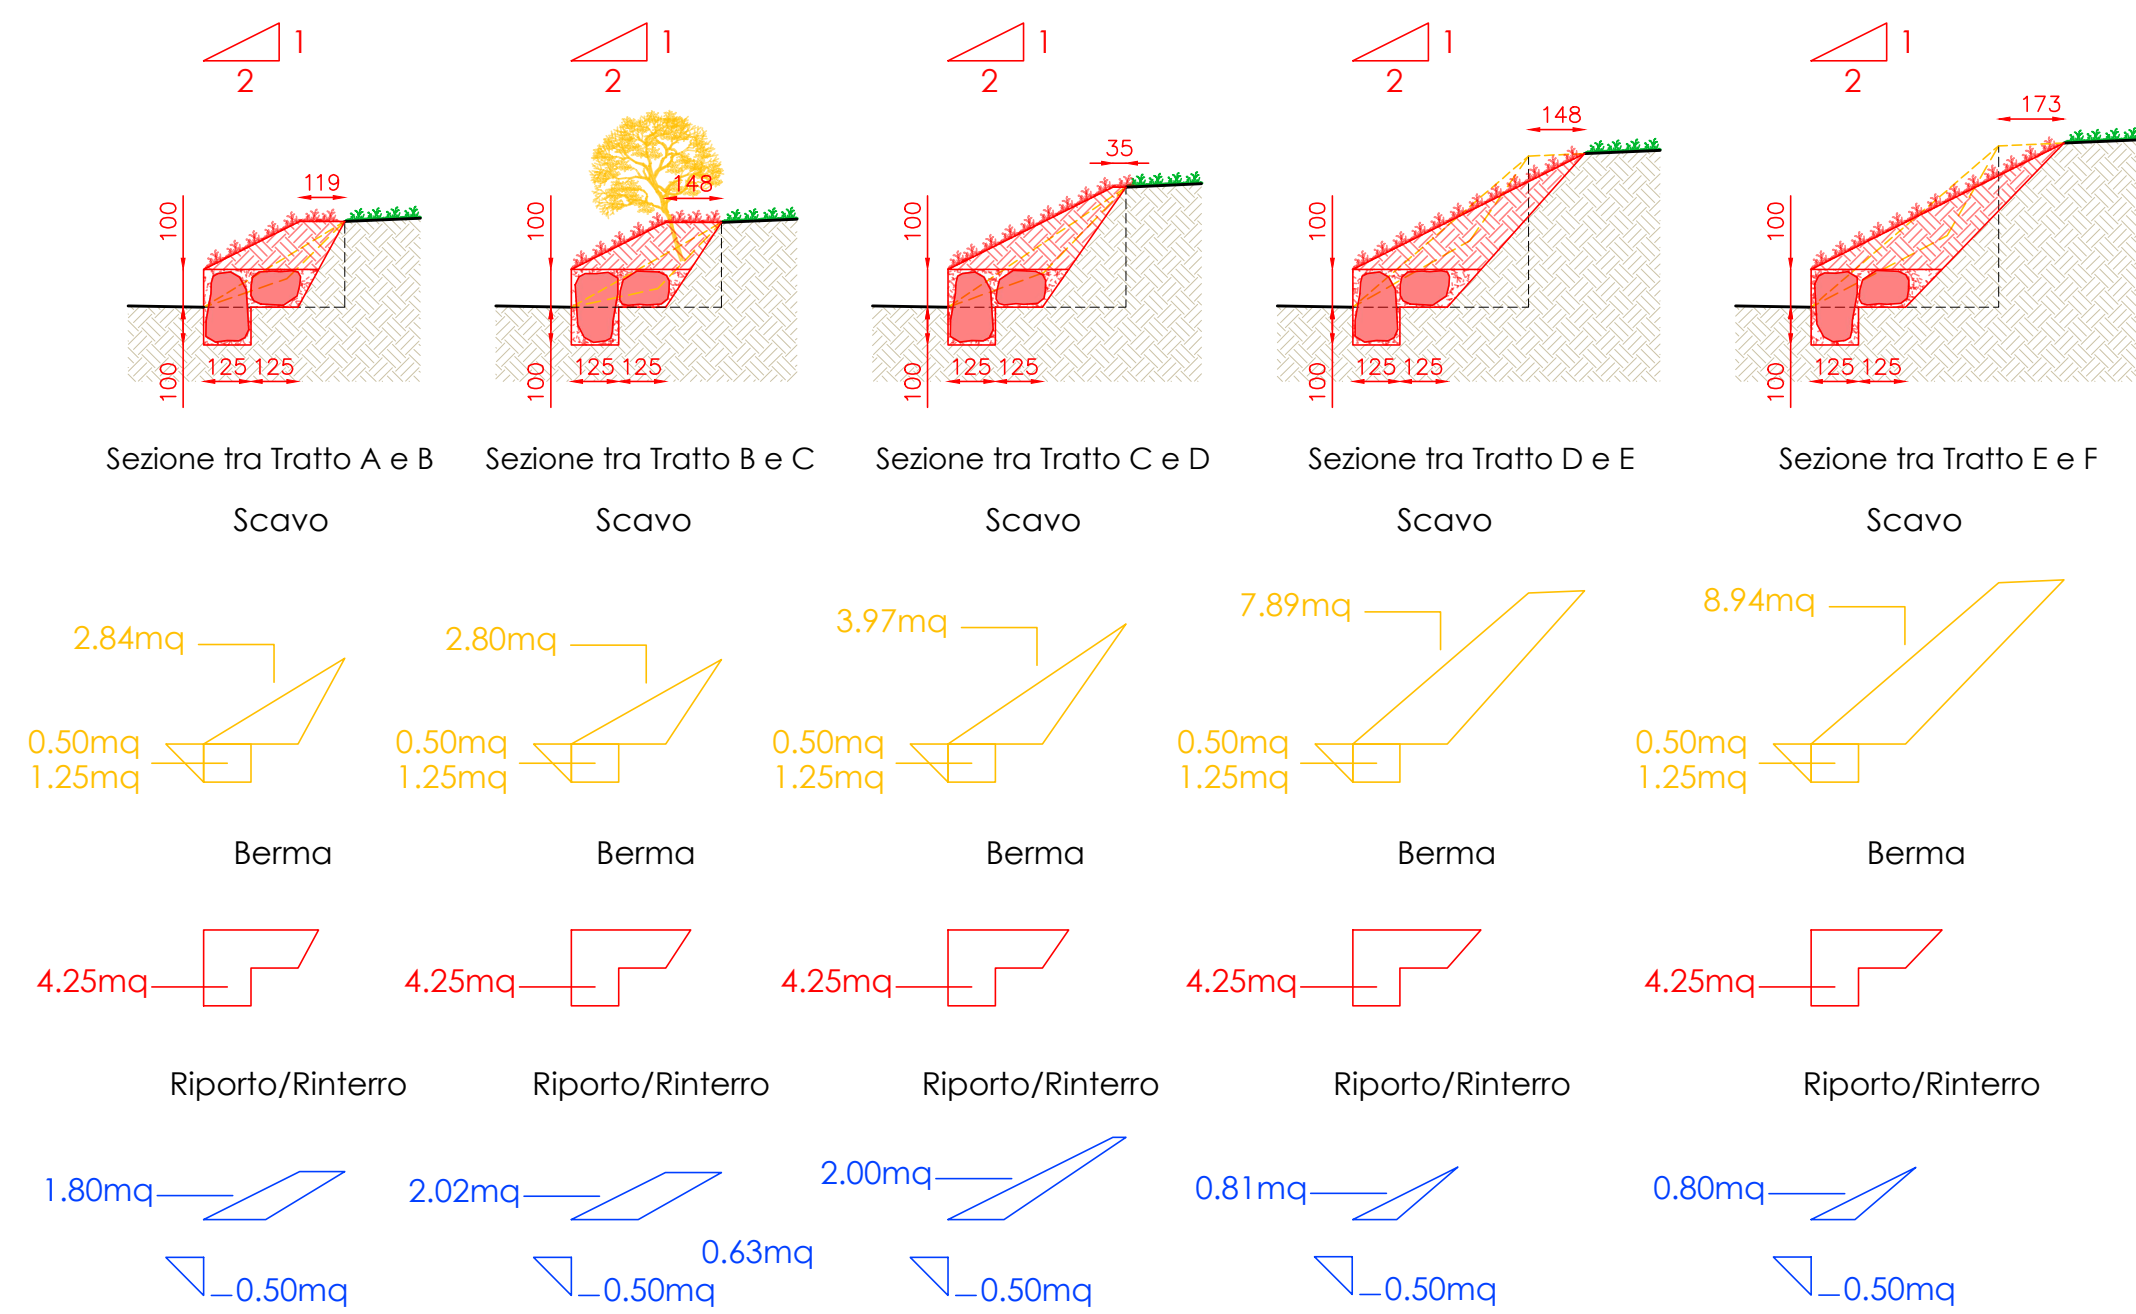 1 1 1 1 1
2 2 2 2 2
119 148 35 148 173
100 100 100 100 100
125 125 125 125 125 125 125 125 125 125
100 100 100 100 100
Sezione tra Tratto A e B Sezione tra Tratto B e C Sezione tra Tratto C e D Sezione tra Tratto D e E Sezione tra Tratto E e F
Scavo Scavo Scavo Scavo Scavo
2.84mq 2.80mq 3.97mq 7.89mq 8.94mq
0.50mq 0.50mq 0.50mq 0.50mq 0.50mq
1.25mq 1.25mq 1.25mq 1.25mq 1.25mq
Berma Berma Berma Berma Berma
4.25mq 4.25mq 4.25mq 4.25mq 4.25mq
Riporto/Rinterro Riporto/Rinterro Riporto/Rinterro Riporto/Rinterro Riporto/Rinterro
1.80mq 2.02mq 2.00mq 0.81mq 0.80mq
0.63mq
0.50mq 0.50mq 0.50mq 0.50mq 0.50mq